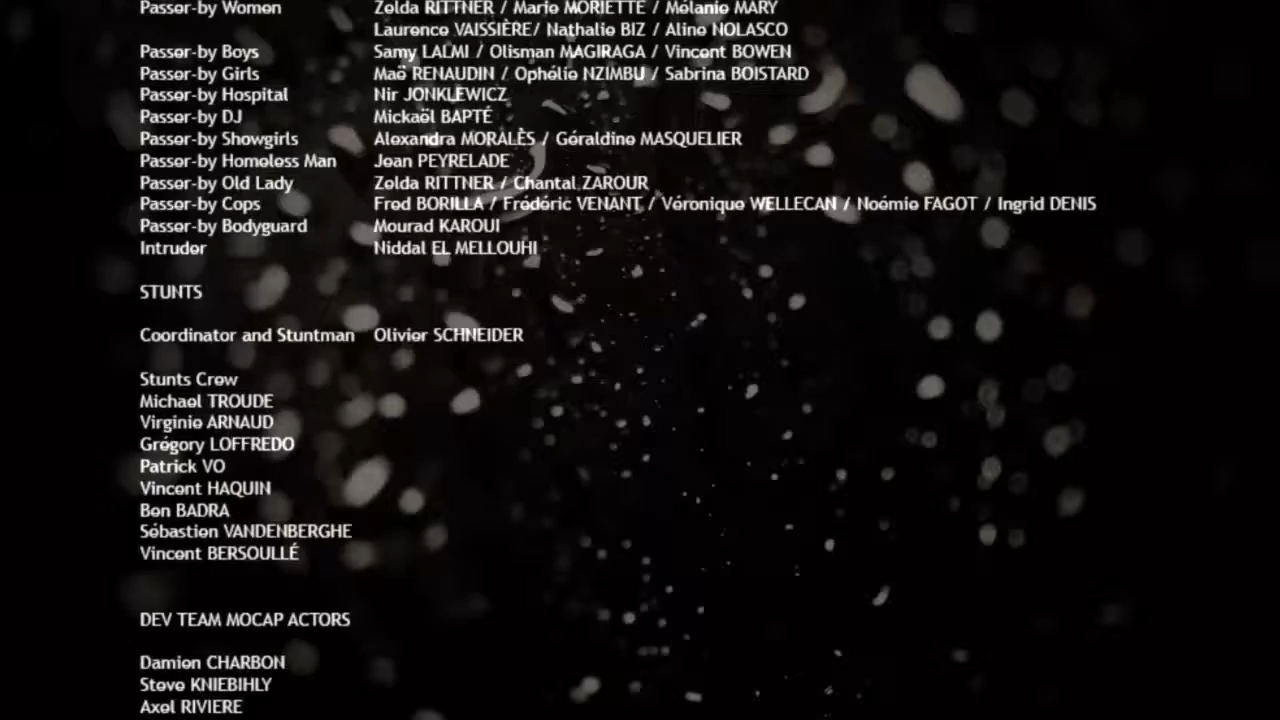 Passer-by Women Zelda RITTNER / Marie MORIETTE / Mélanie MARY
Laurence VAISSIÈRE/ Nathalie BIZ / Aline NOLASCO
Passer-by Boys Samy LALMI / Olisman MAGIRAGA / Vincent BOWEN
Passer-by Girls Maë RENAUDIN / Ophélie NZIMBU / Sabrina BOISTARD
Passer-by Hospital Nir JONKLEWICZ
Passer-by DJ Mickaël BAPTÉ
Passer-by Showgirls Alexandra MORALÈS / Géraldine MASQUELIER
Passer-by Homeless Man Jean PEYRELADE
Passer-by Old Lady Zelda RITTNER / Chantal ZAROUR
Passer-by Cops Fred BORILLA / Frédéric VENANT / Véronique WELLECAN / Noémie FAGOT / Ingrid DENIS
Passer-by Bodyguard Mourad KAROUI
Intruder Niddal EL MELLOUHI
STUNTS
Coordinator and Stuntman Olivier SCHNEIDER
Stunts Crew
Michael TROUDE
Virginie ARNAUD
Grégory LOFFREDO
Patrick VO
Vincent HAQUIN
Ben BADRA
Sébastien VANDENBERGHE
Vincent BERSOULLÉ
DEV TEAM MOCAP ACTORS
Damien CHARBON
Steve KNIEBIHLY
Axel RIVIERE